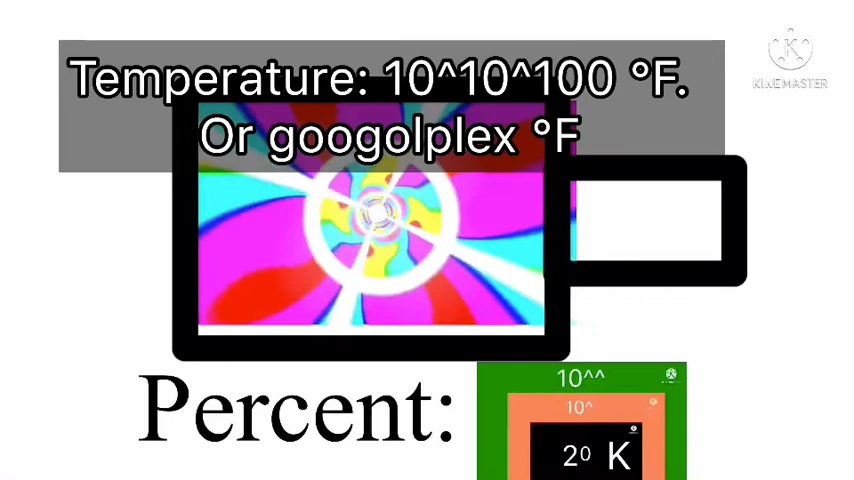 Temperature: 10^10^100 °F.
Or googolplex °F
KINEMASTER
Percent:
10^^
10^
2⁰ K